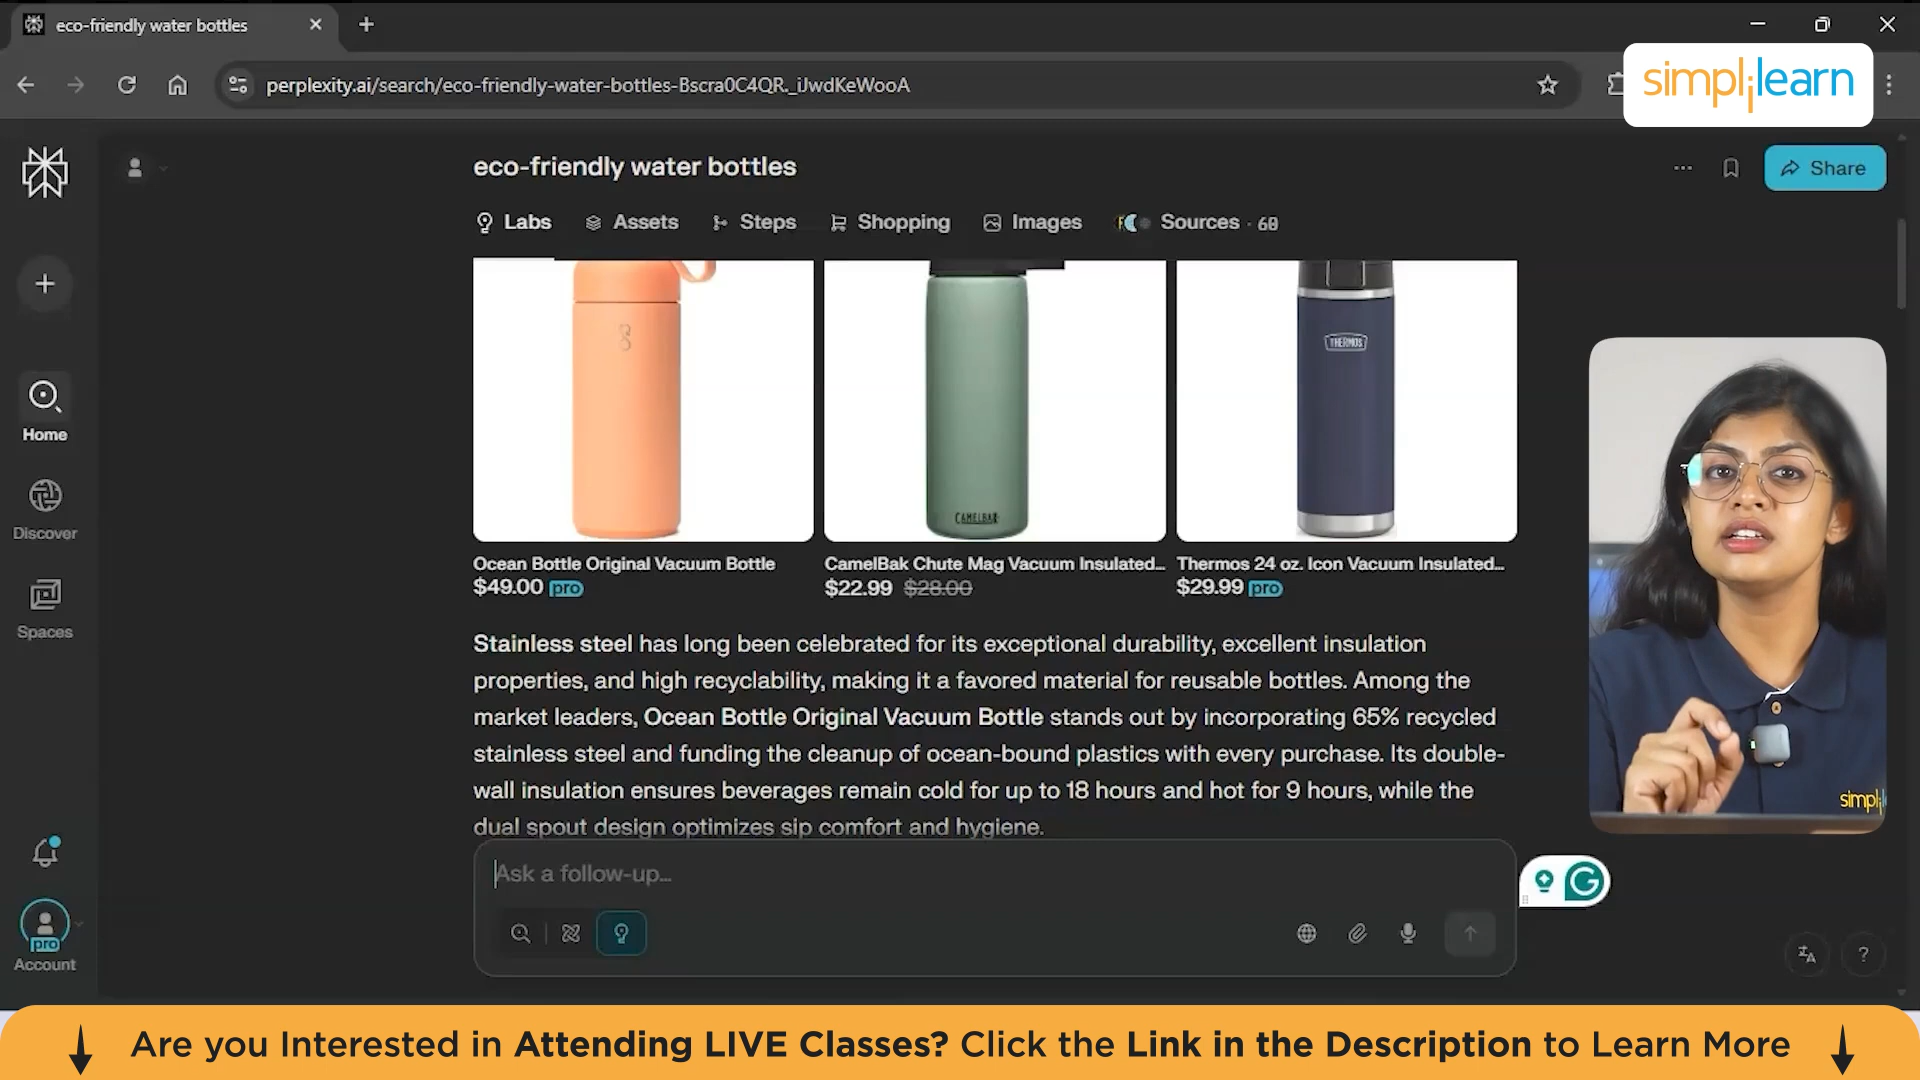 eco-friendly water bottles
simplilearn
perplexity.ai/search/eco-friendly-water-bottles-Bscra0C4QR._iJwdKeWooA
eco-friendly water bottles
Share
Labs Assets Steps Shopping Images Sources · 60
Home
Discover
Spaces
pro
Account
THERMOS
CAMELBAK
Ocean Bottle Original Vacuum Bottle
$49.00 pro
CamelBak Chute Mag Vacuum Insulated...
$22.99 $28.00
Thermos 24 oz. Icon Vacuum Insulated...
$29.99 pro
Stainless steel has long been celebrated for its exceptional durability, excellent insulation
properties, and high recyclability, making it a favored material for reusable bottles. Among the
market leaders, Ocean Bottle Original Vacuum Bottle stands out by incorporating 65% recycled
stainless steel and funding the cleanup of ocean-bound plastics with every purchase. Its double-
wall insulation ensures beverages remain cold for up to 18 hours and hot for 9 hours, while the
dual spout design optimizes sip comfort and hygiene.
Ask a follow-up...
simpli
Are you Interested in Attending LIVE Classes? Click the Link in the Description to Learn More